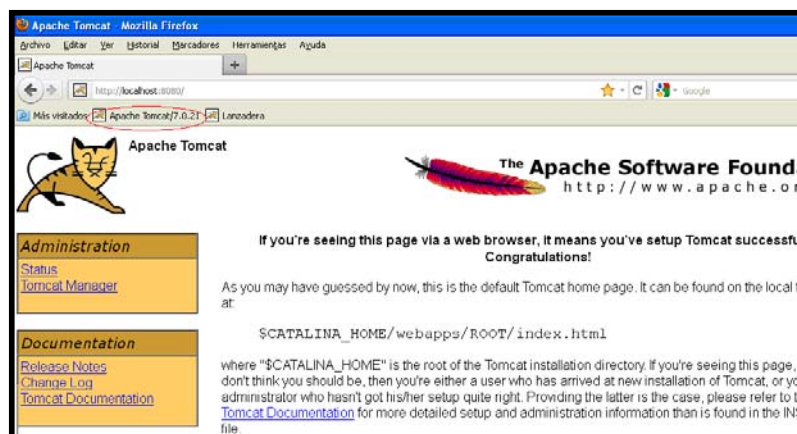 Apache Tomcat - Mozilla Firefox
Archivo Editar Ver Historial Marcadores Herramientas Ayuda
Apache Tomcat
http://localhost:8080/
Google
Más visitados Apache Tomcat/7.0.21 Lanzadera
Apache Tomcat
The Apache Software Founda
http://www.apache.or
Administration
Status
Tomcat Manager
If you're seeing this page via a web browser, it means you've setup Tomcat successfu
Congratulations!
As you may have guessed by now, this is the default Tomcat home page. It can be found on the local f
at:
$CATALINA_HOME/webapps/ROOT/index.html
Documentation
Release Notes
Change Log
Tomcat Documentation
where "$CATALINA_HOME" is the root of the Tomcat installation directory. If you're seeing this page,
don't think you should be, then you're either a user who has arrived at new installation of Tomcat, or yo
administrator who hasn't got his/her setup quite right. Providing the latter is the case, please refer to t
Tomcat Documentation for more detailed setup and administration information than is found in the INS
file.